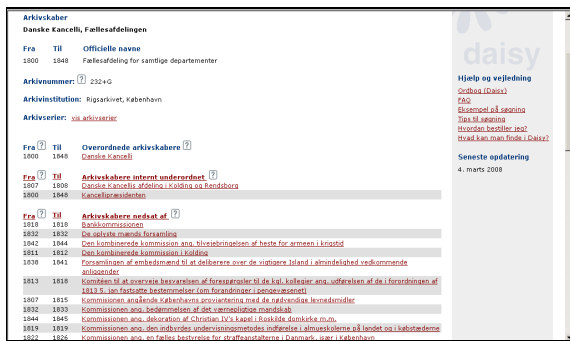 Arkivskaber
Danske Kancelli, Fællesafdelingen
Fra Til Officielle navne
1800 1848 Fællesafdeling for samtlige departementer
Arkivnummer: ? 232+G
Arkivinstitution: Rigsarkivet, København
Arkivserier: vis arkivserier
Fra ? Til Overordnede arkivskabere ?
1800 1848 Danske Kancelli
Fra ? Til Arkivskabere internt underordnet ?
1807 1808 Danske Kancellis afdeling i Kolding og Rendsborg
1800 1848 Kancellipræsidenten
Fra ? Til Arkivskabere nedsat af ?
1818 1818 Bankkommissionen
1832 1832 De oplyste mænds forsamling
1842 1844 Den kombinerede kommission ang. tilvejebringelsen af heste for armeen i krigstid
1811 1812 Den kombinerede kommission i Kolding
1838 1841 Forsamlingen af embedsmænd til at deliberere over de vigtigere Island i almindelighed vedkommende
anliggender
1813 1818 Komitéen til at overveje besvarelsen af forespørgsler til de kgl. kollegier ang. udførelsen af de i forordningen af
1813 5. jan fastsatte bestemmelser (om forandringer i pengevæsenet)
1807 1815 Kommissionen angående Københavns proviantering med de nødvendige levnedsmidler
1832 1833 Kommissionen ang. bedømmelsen af det værnepligtige mandskab
1844 1845 Kommissionen ang. dekoration af Christian IV's kapel i Roskilde domkirke m.m.
1819 1819 Kommissionen ang. den indbyrdes undervisningsmetodes indførelse i almueskolerne på landet og i købstæderne
1822 1826 Kommissionen ang. en fælles bestyrelse for straffeanstalterne i Danmark, især i København
daisy
Hjælp og vejledning
Ordbog (Daisy)
FAQ
Eksempel på søgning
Tips til søgning
Hvordan bestiller jeg?
Hvad kan man finde i Daisy?
Seneste opdatering
4. marts 2008